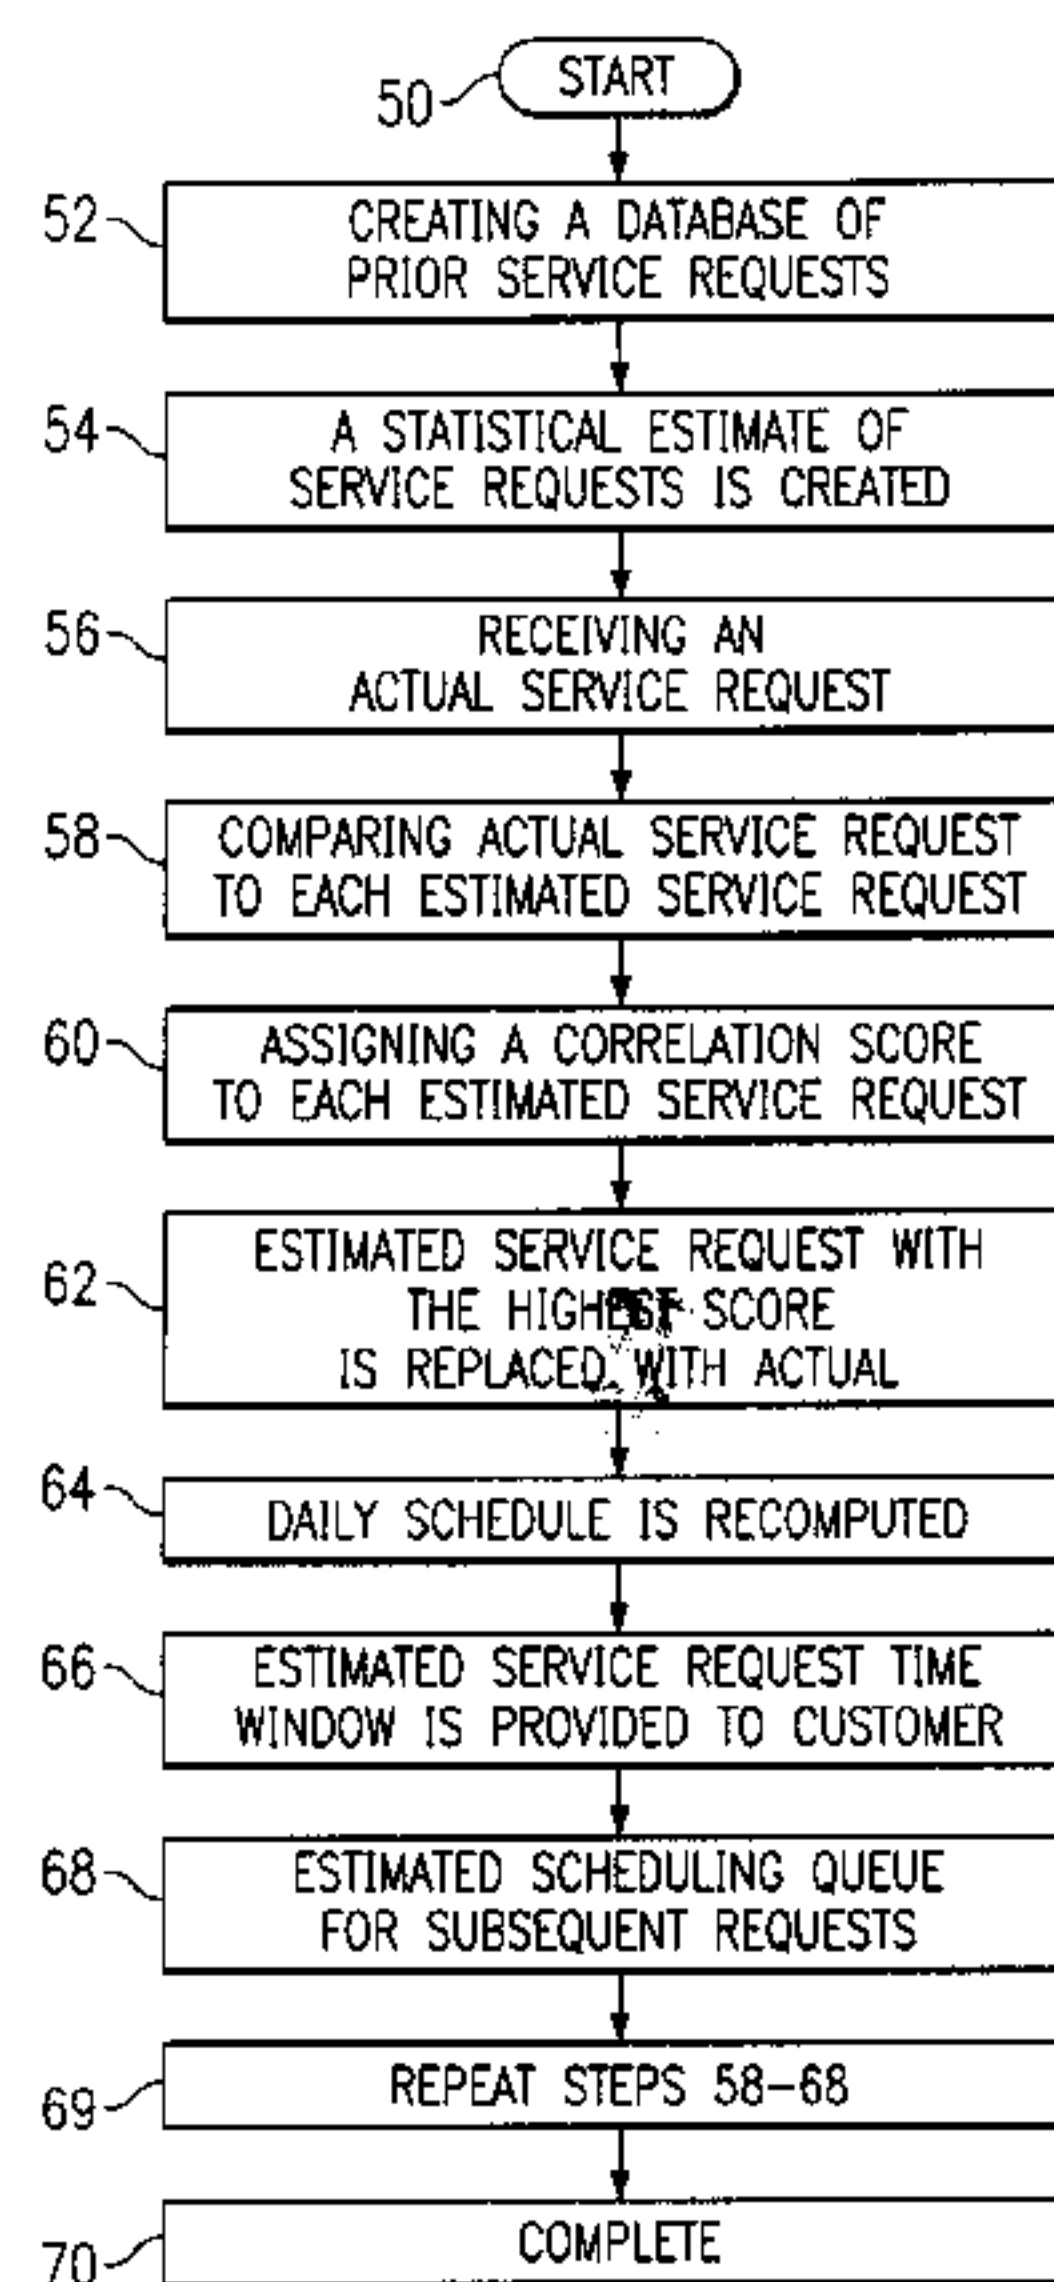 START
50
52
CREATING A DATABASE OF
PRIOR SERVICE REQUESTS
54
A STATISTICAL ESTIMATE OF
SERVICE REQUESTS IS CREATED
56
RECEIVING AN
ACTUAL SERVICE REQUEST
58
COMPARING ACTUAL SERVICE REQUEST
TO EACH ESTIMATED SERVICE REQUEST
60
ASSIGNING A CORRELATION SCORE
TO EACH ESTIMATED SERVICE REQUEST
62
ESTIMATED SERVICE REQUEST WITH
THE HIGHEST SCORE
IS REPLACED WITH ACTUAL
64
DAILY SCHEDULE IS RECOMPUTED
66
ESTIMATED SERVICE REQUEST TIME
WINDOW IS PROVIDED TO CUSTOMER
68
ESTIMATED SCHEDULING QUEUE
FOR SUBSEQUENT REQUESTS
69
REPEAT STEPS 58-68
70
COMPLETE